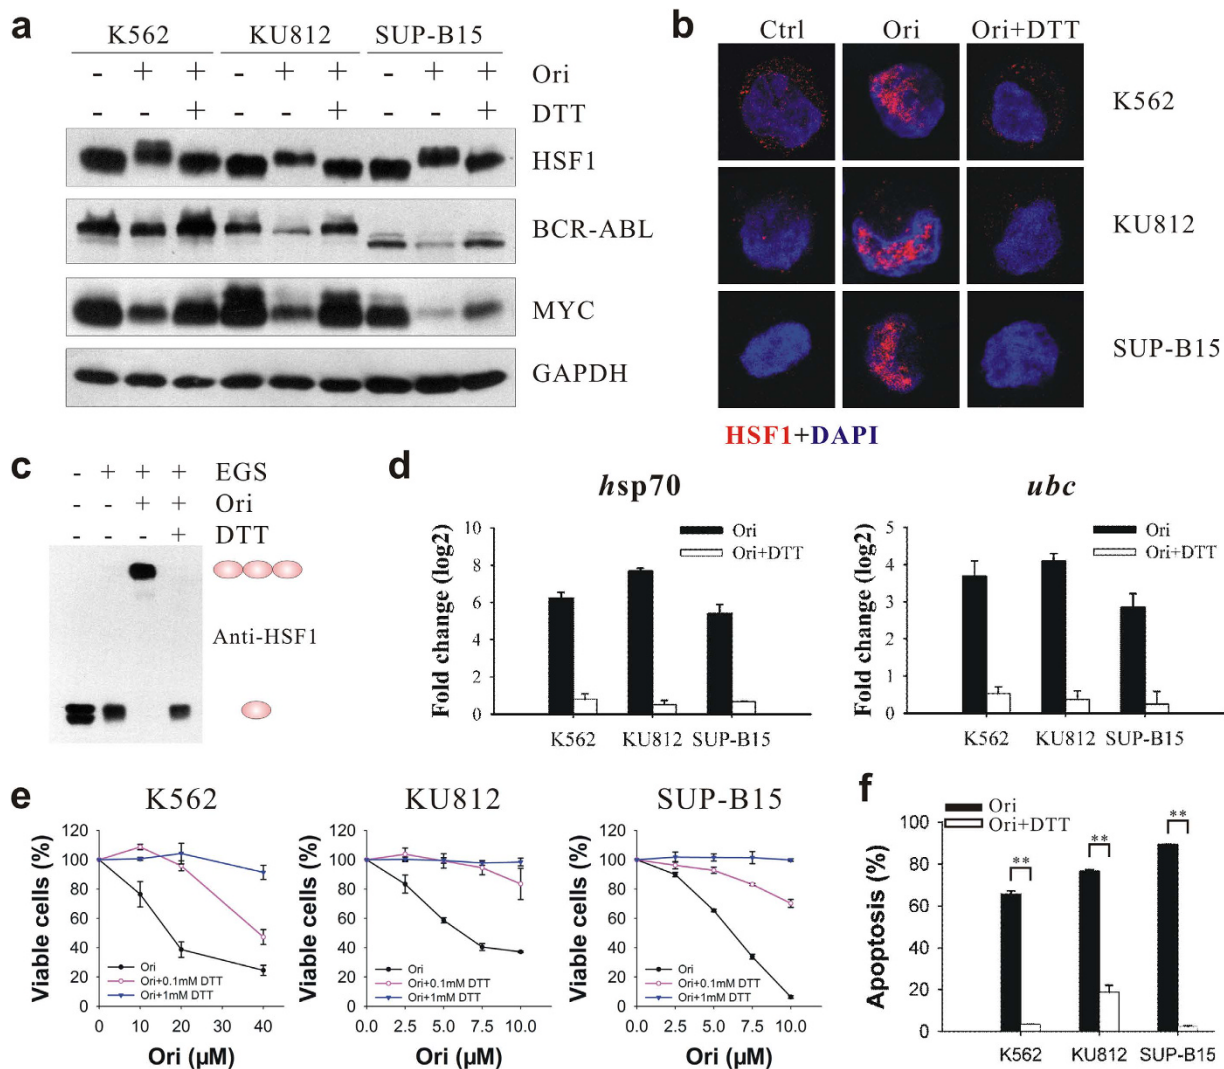 a
K562 KU812 SUP-B15
- + + - + + - + + Ori
- - + - - + - - + DTT
HSF1
BCR-ABL
MYC
GAPDH
b
Ctrl Ori Ori+DTT
K562
KU812
SUP-B15
HSF1+DAPI
c
- + + + EGS
- - + + Ori
- - - + DTT
Anti-HSF1
d
hsp70
Fold change (log2)
10
8
6
4
2
0
Ori
Ori+DTT
K562 KU812 SUP-B15
ubc
Fold change (log2)
5
4
3
2
1
0
Ori
Ori+DTT
K562 KU812 SUP-B15
e
K562
Viable cells (%)
120
100
80
60
40
20
0
Ori
Ori+0.1mM DTT
Ori+1mM DTT
0 10 20 30 40
Ori (µM)
KU812
Viable cells (%)
120
100
80
60
40
20
0
Ori
Ori+0.1mM DTT
Ori+1mM DTT
0.0 2.5 5.0 7.5 10.0
Ori (µM)
SUP-B15
Viable cells (%)
120
100
80
60
40
20
0
Ori
Ori+0.1mM DTT
Ori+1mM DTT
0.0 2.5 5.0 7.5 10.0
Ori (µM)
f
Apoptosis (%)
100
80
60
40
20
0
Ori
Ori+DTT
** ** **
K562 KU812 SUP-B15